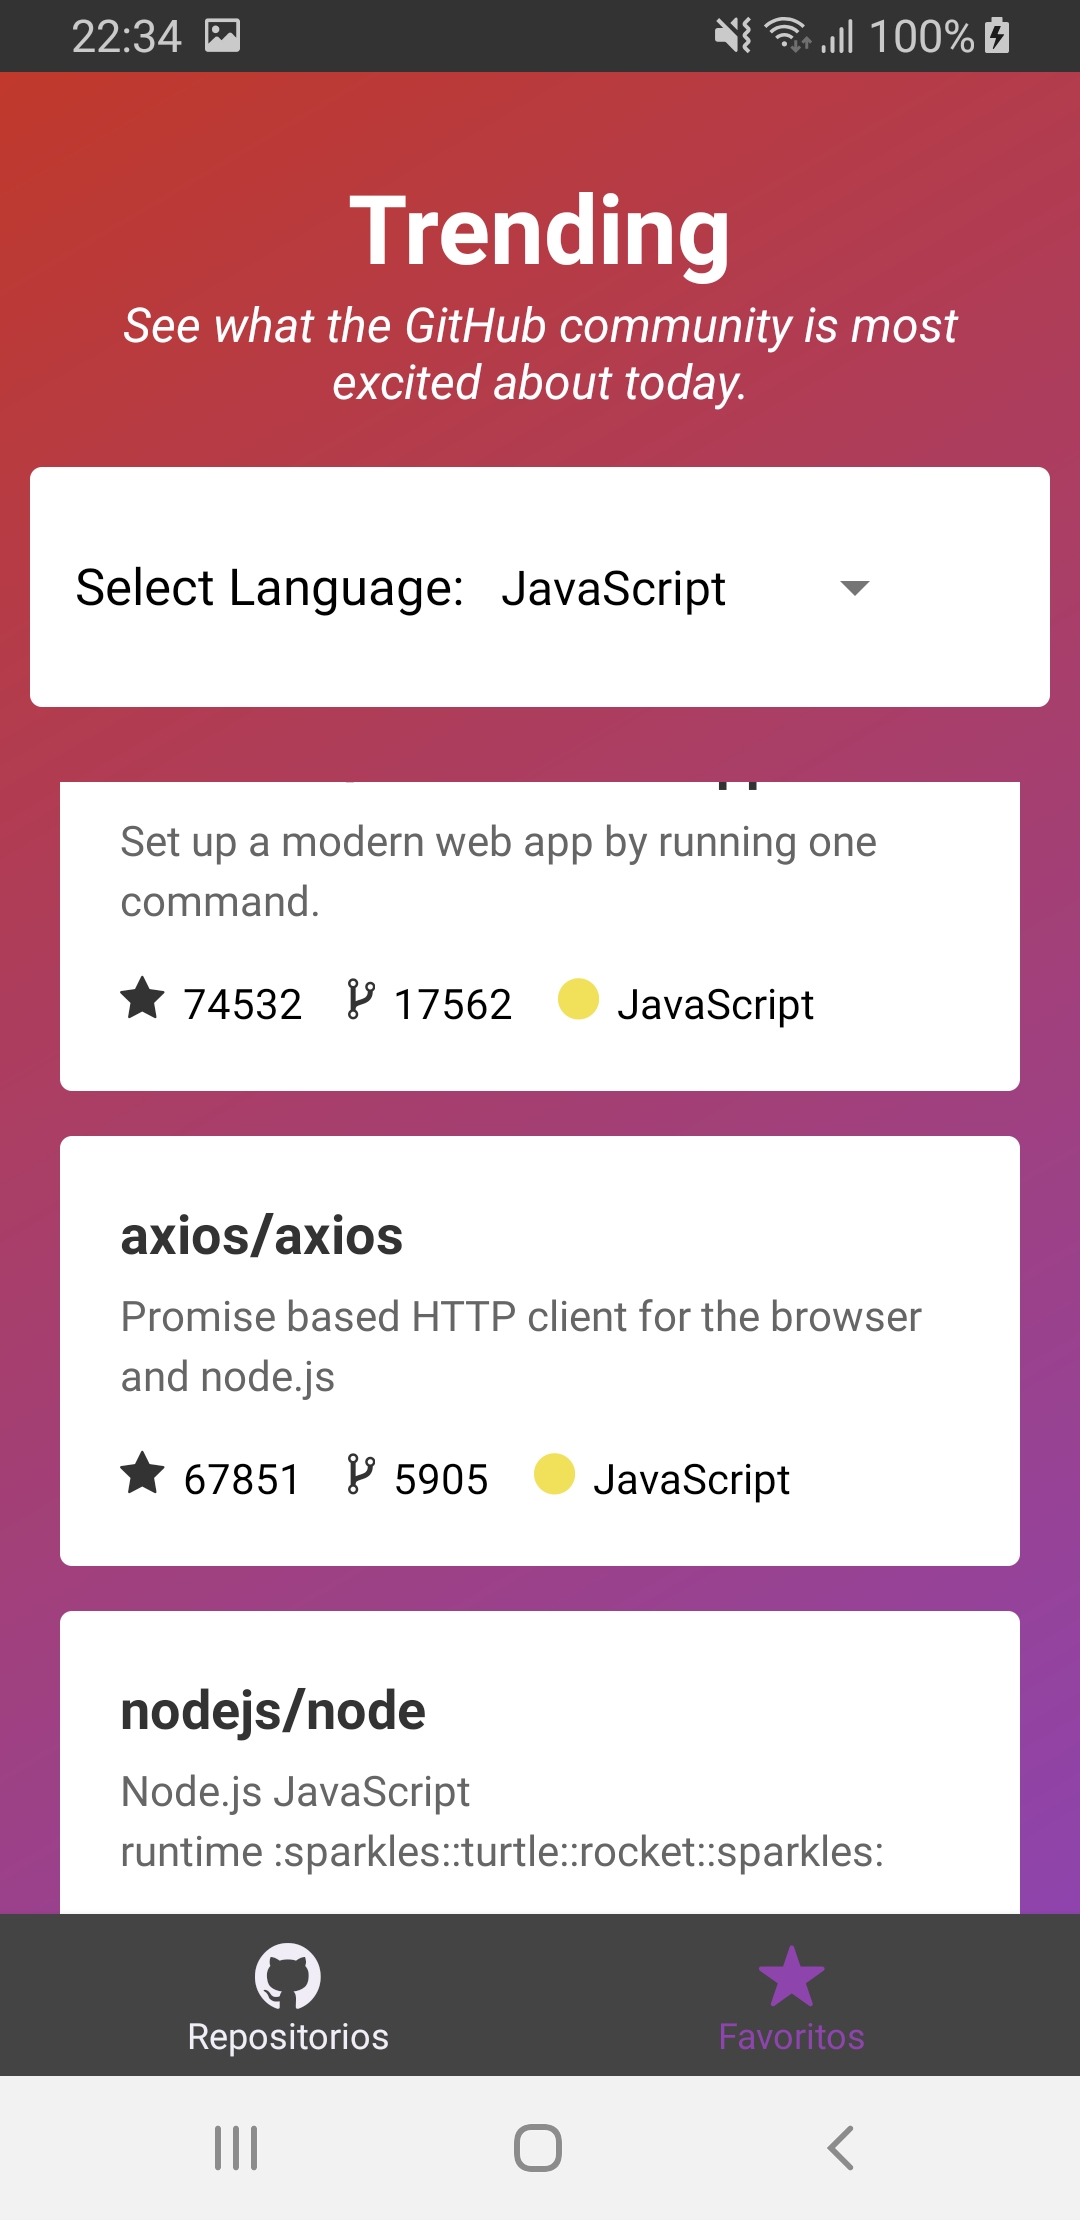 22:34
100%
Trending
See what the GitHub community is most
excited about today.
Select Language: JavaScript
Set up a modern web app by running one
command.
74532 17562 JavaScript
axios/axios
Promise based HTTP client for the browser
and node.js
67851 5905 JavaScript
nodejs/node
Node.js JavaScript
runtime :sparkles::turtle::rocket::sparkles:
Repositorios
Favoritos